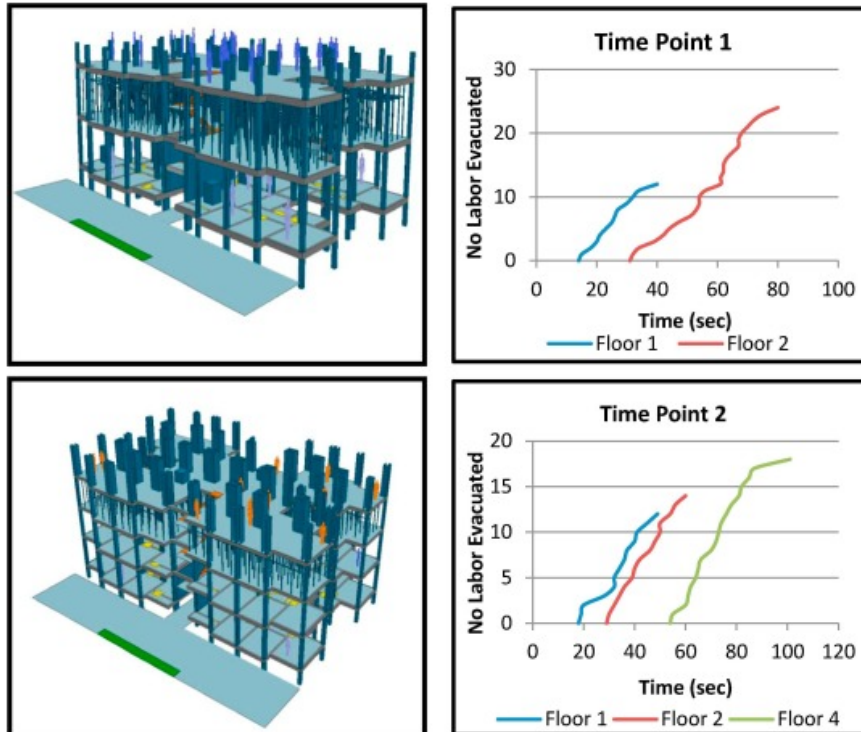 Time Point 1
No Labor Evacuated
30
20
10
0
0 20 40 60 80 100
Time (sec)
Floor 1 Floor 2
Time Point 2
No Labor Evacuated
20
15
10
5
0
0 20 40 60 80 100 120
Time (sec)
Floor 1 Floor 2 Floor 4